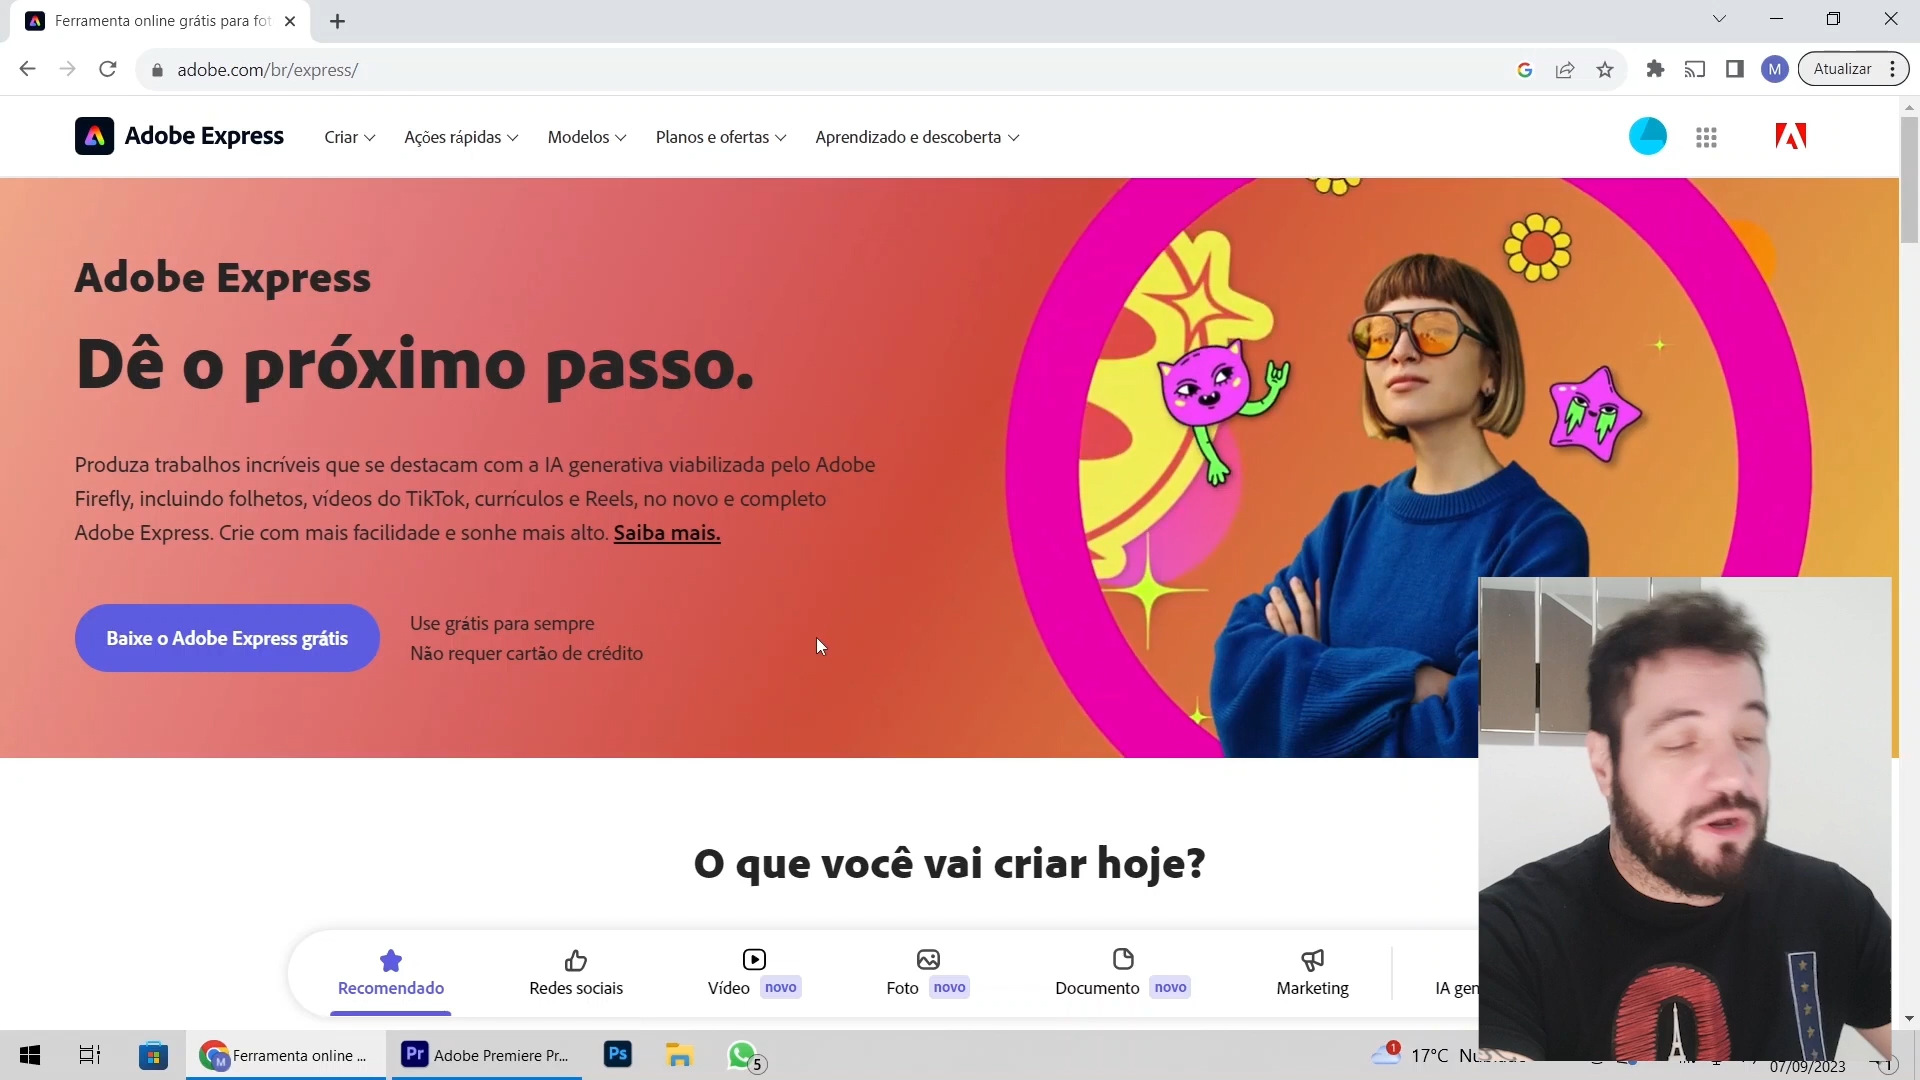 Ferramenta online grátis para fot
adobe.com/br/express/
M
Atualizar
Adobe Express
Criar
Ações rápidas
Modelos
Planos e ofertas
Aprendizado e descoberta
Adobe Express
Dê o próximo passo.
Produza trabalhos incríveis que se destacam com a IA generativa viabilizada pelo Adobe
Firefly, incluindo folhetos, vídeos do TikTok, currículos e Reels, no novo e completo
Adobe Express. Crie com mais facilidade e sonhe mais alto. Saiba mais.
Baixe o Adobe Express grátis
Use grátis para sempre
Não requer cartão de crédito
O que você vai criar hoje?
Recomendado
Redes sociais
Vídeo novo
Foto novo
Documento novo
Marketing
IA gen
M
Ferramenta online ...
Pr
Adobe Premiere Pr...
Ps
5
1
17°C
07/09/2023
1